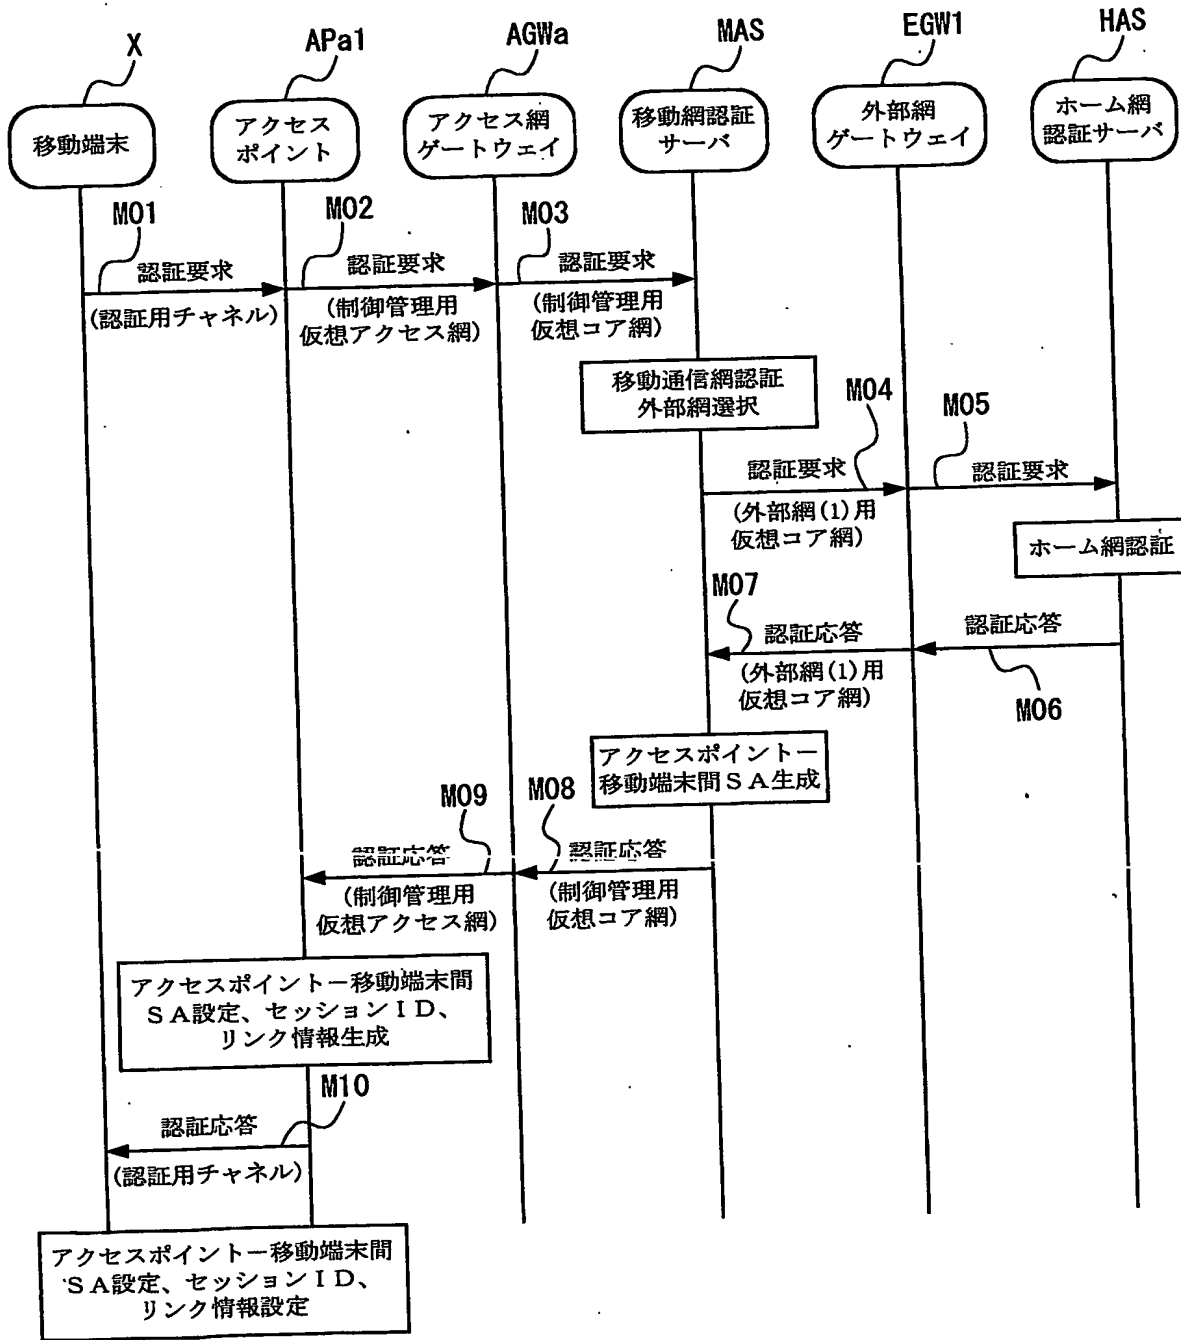 X
APa1
AGWa
MAS
EGW1
HAS
移動端末
アクセス
ポイント
アクセス網
ゲートウェイ
移動網認証
サーバ
外部網
ゲートウェイ
ホーム網
認証サーバ
M01
M02
M03
認証要求
(認証用チャネル)
認証要求
(制御管理用
仮想アクセス網)
認証要求
(制御管理用
仮想コア網)
移動通信網認証
外部網選択
M04
M05
認証要求
(外部網(1)用
仮想コア網)
認証要求
ホーム網認証
M07
認証応答
(外部網(1)用
仮想コア網)
認証応答
M06
アクセスポイントー
移動端末間SA生成
M09
M08
認証応答
(制御管理用
仮想アクセス網)
認証応答
(制御管理用
仮想コア網)
アクセスポイントー移動端末間
SA設定、セッションID、
リンク情報生成
M10
認証応答
(認証用チャネル)
アクセスポイントー移動端末間
SA設定、セッションID、
リンク情報設定